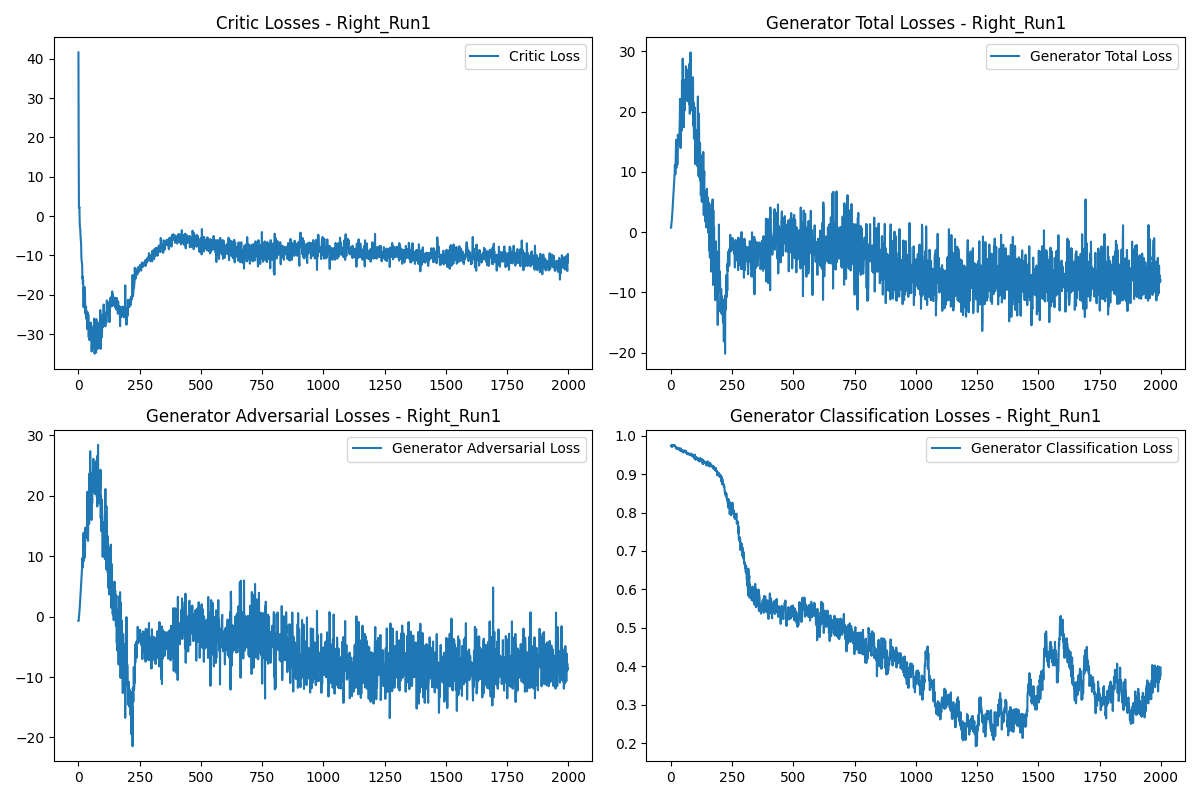 Critic Losses - Right_Run1
Critic Loss
40
30
20
10
0
−10
−20
−30
0 250 500 750 1000 1250 1500 1750 2000
Generator Total Losses - Right_Run1
Generator Total Loss
30
20
10
0
−10
−20
0 250 500 750 1000 1250 1500 1750 2000
Generator Adversarial Losses - Right_Run1
Generator Adversarial Loss
30
20
10
0
−10
−20
0 250 500 750 1000 1250 1500 1750 2000
Generator Classification Losses - Right_Run1
Generator Classification Loss
1.0
0.9
0.8
0.7
0.6
0.5
0.4
0.3
0.2
0 250 500 750 1000 1250 1500 1750 2000